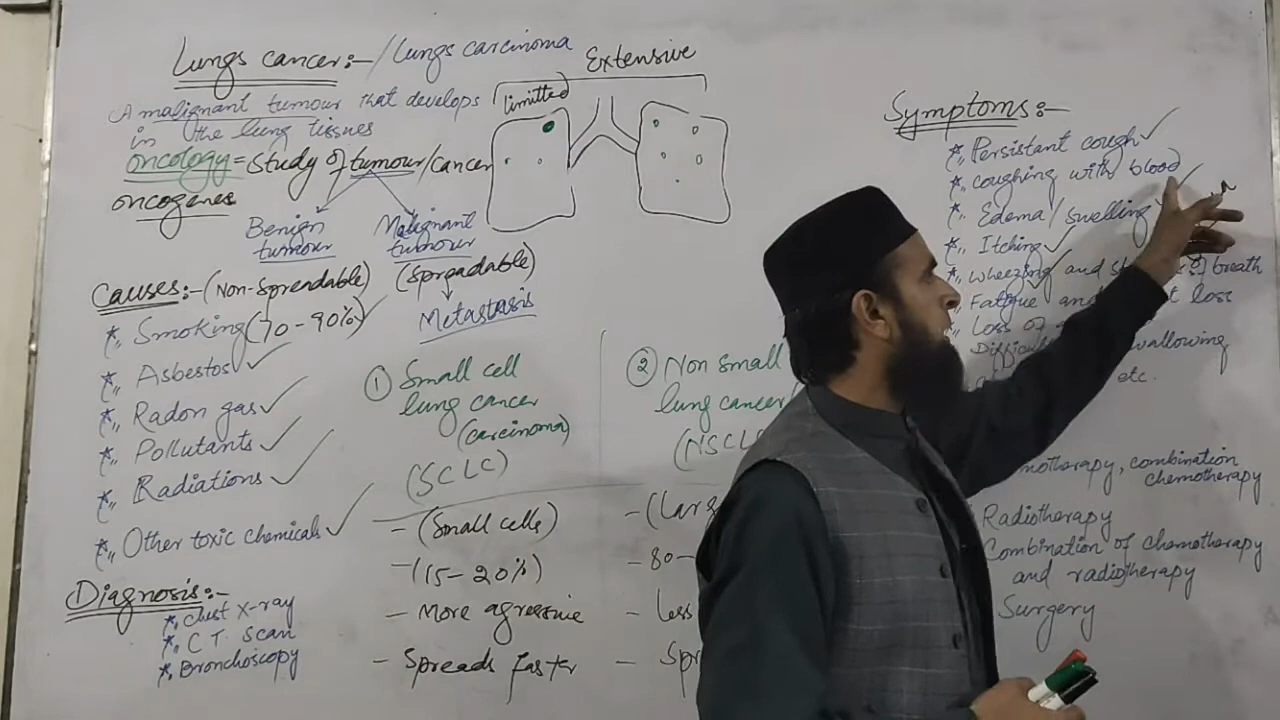 Lungs cancer:-/Lungs carcinoma
A malignant tumour that develops
in the lung tissues
oncology = study of tumour/cancer
oncogenes
Benign
tumour
(Non-Spreadable)
Malignant
tumour
(Spreadable)
Metastasis
limitted
Extensive
Causes:-
*,, Smoking (70-90%)
*,, Asbestos
*,, Radon gas
*,, Pollutants
*,, Radiations
*,, Other toxic chemicals
Diagnosis:-
*, Chest X-ray
*, C T Scan
*, Bronchoscopy
① Small cell
lung cancer
(carcinoma)
(SCLC)
- (Small cells)
- (15-20%)
- More agressive
- Spreads faster
② Non small
lung cancer
(NSCL
- (Lar
- 80-
- Less
- Spr
Symptoms:-
*,, Persistant cough
*, coughing with blood
*, Edema/swelling
*, Itching
*, wheezing and breath
*, Fatigue and loss
*, Loss of
Difficul wallowing
etc.
motherapy, combination
chemotherapy
Radiotherapy
Combination of chemotherapy
and radiotherapy
Surgery